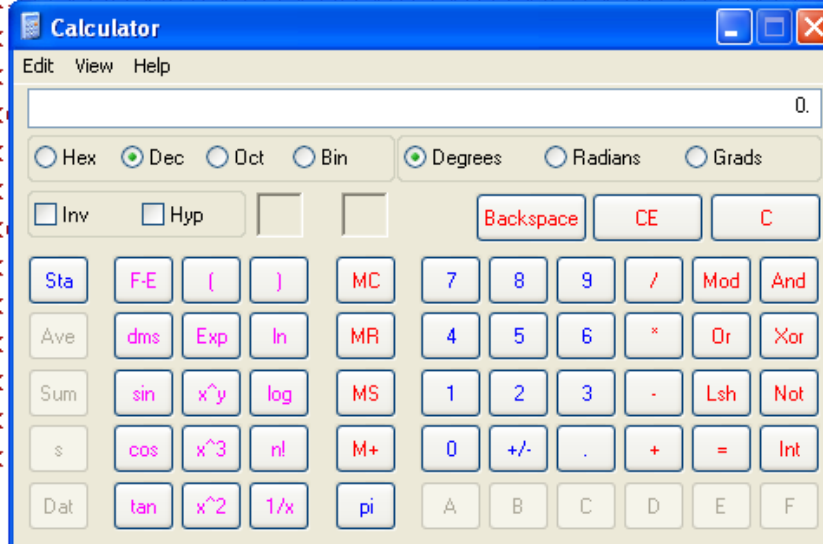 Calculator
Edit View Help
0.
Hex Dec Oct Bin Degrees Radians Grads
Inv Hyp Backspace CE C
Sta F-E ( ) MC 7 8 9 / Mod And
Ave dms Exp ln MR 4 5 6 * Or Xor
Sum sin x^y log MS 1 2 3 - Lsh Not
s cos x^3 n! M+ 0 +/- . + = Int
Dat tan x^2 1/x pi A B C D E F